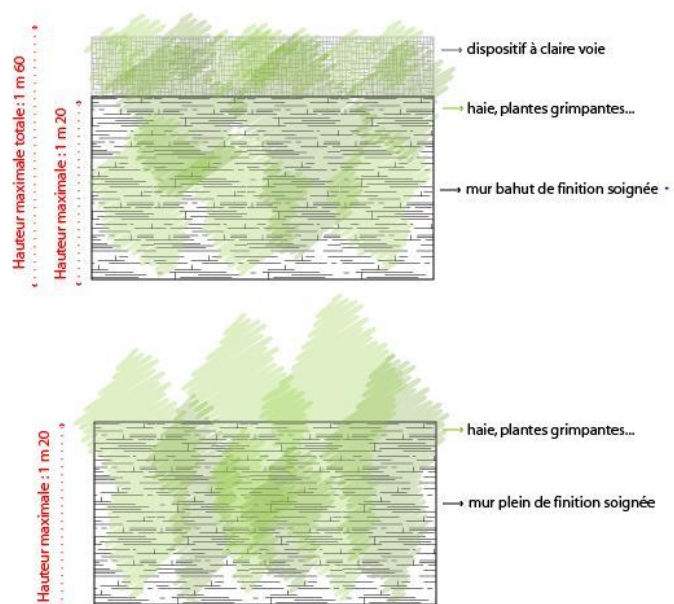 dispositif à claire voie
haie, plantes grimpantes...
mur bahut de finition soignée
Hauteur maximale totale : 1 m 60
Hauteur maximale : 1 m 20
haie, plantes grimpantes...
mur plein de finition soignée
Hauteur maximale : 1 m 20